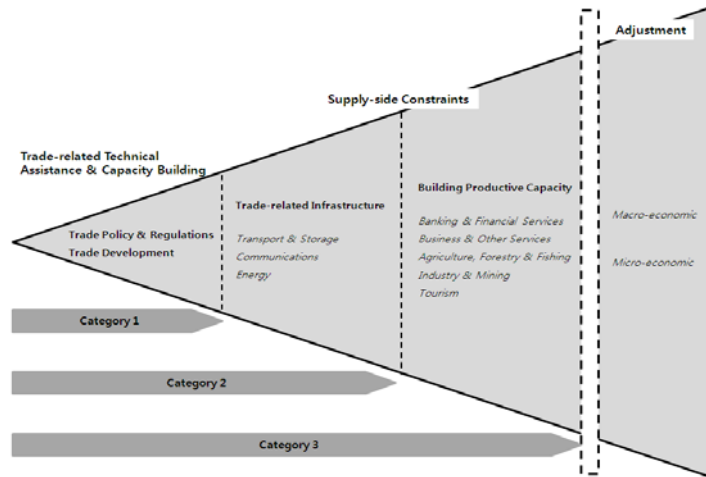 Adjustment
Supply-side Constraints
Trade-related Technical
Assistance & Capacity Building
Trade Policy & Regulations
Trade Development
Trade-related Infrastructure
Transport & Storage
Communications
Energy
Building Productive Capacity
Banking & Financial Services
Business & Other Services
Agriculture, Forestry & Fishing
Industry & Mining
Tourism
Macro-economic
Micro-economic
Category 1
Category 2
Category 3